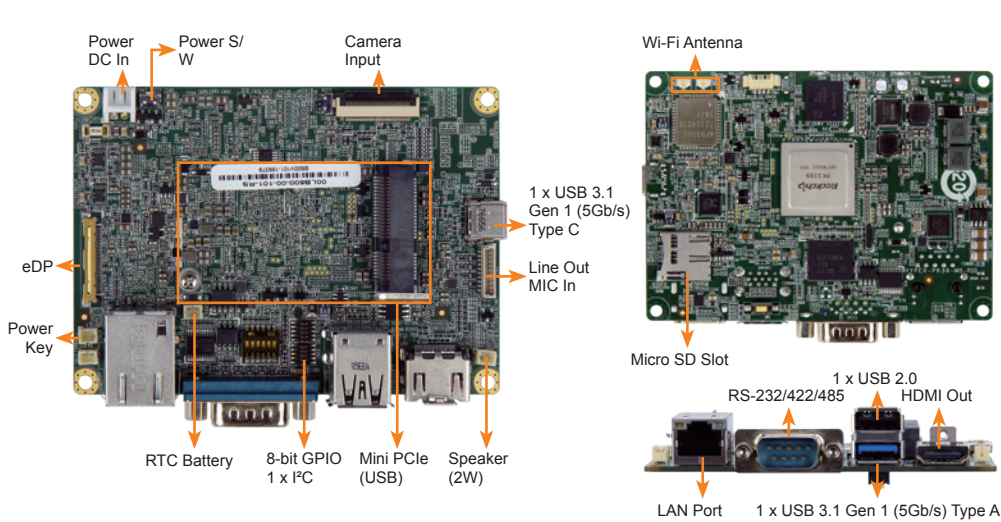 Power
DC In
Power S/
W
Camera
Input
1 x USB 3.1
Gen 1 (5Gb/s)
Type C
Line Out
MIC In
eDP
Power
Key
RTC Battery
8-bit GPIO
1 x I²C
Mini PCIe
(USB)
Speaker
(2W)
Wi-Fi Antenna
Rockchip
RK3399
20
Micro SD Slot
1 x USB 2.0
RS-232/422/485
HDMI Out
LAN Port
1 x USB 3.1 Gen 1 (5Gb/s) Type A